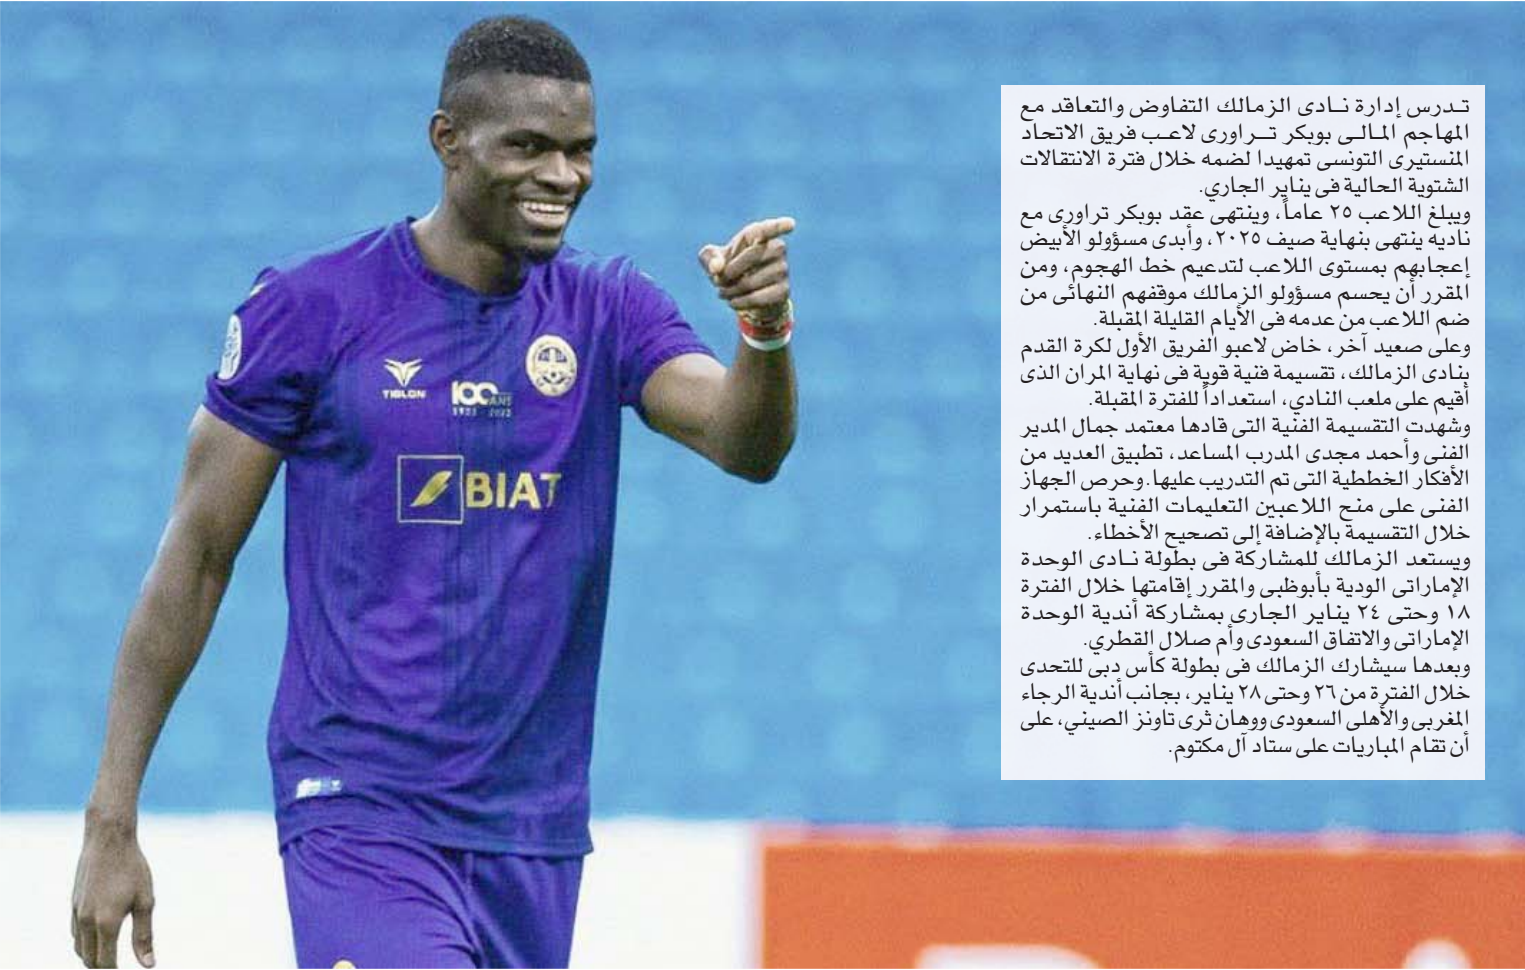 تدرس إدارة نادى الزمالك التفاوض والتعاقد مع
المهاجم المالى بوبكر تراورى لاعب فريق الاتحاد
المنستيرى التونسى تمهيدا لضمه خلال فترة الانتقالات
الشتوية الحالية فى يناير الجاري.
ويبلغ اللاعب ٢٥ عاماً، وينتهى عقد بوبكر تراورى مع
ناديه ينتهى بنهاية صيف ٢٠٢٥، وأبدى مسؤولو الأبيض
إعجابهم بمستوى اللاعب لتدعيم خط الهجوم، ومن
المقرر أن يحسم مسؤولو الزمالك موقفهم النهائى من
ضم اللاعب من عدمه فى الأيام القليلة المقبلة.
وعلى صعيد آخر، خاض لاعبو الفريق الأول لكرة القدم
بنادى الزمالك، تقسيمة فنية قوية فى نهاية المران الذى
أقيم على ملعب النادي، استعداداً للفترة المقبلة.
وشهدت التقسيمة الفنية التى قادها معتمد جمال المدير
الفنى وأحمد مجدى المدرب المساعد، تطبيق العديد من
الأفكار الخططية التى تم التدريب عليها. وحرص الجهاز
الفنى على منح اللاعبين التعليمات الفنية باستمرار
خلال التقسيمة بالإضافة إلى تصحيح الأخطاء.
ويستعد الزمالك للمشاركة فى بطولة نادى الوحدة
الإماراتى الودية بأبوظبى والمقرر إقامتها خلال الفترة
١٨ وحتى ٢٤ يناير الجارى بمشاركة أندية الوحدة
الإماراتى والاتفاق السعودى وأم صلال القطري.
وبعدها سيشارك الزمالك فى بطولة كأس دبى للتحدى
خلال الفترة من ٢٦ وحتى ٢٨ يناير، بجانب أندية الرجاء
المغربى والأهلى السعودى ووهان ثرى تاونز الصيني، على
أن تقام المباريات على ستاد آل مكتوم.
TIGLON
100 ANS
1923 - 2023
BIAT